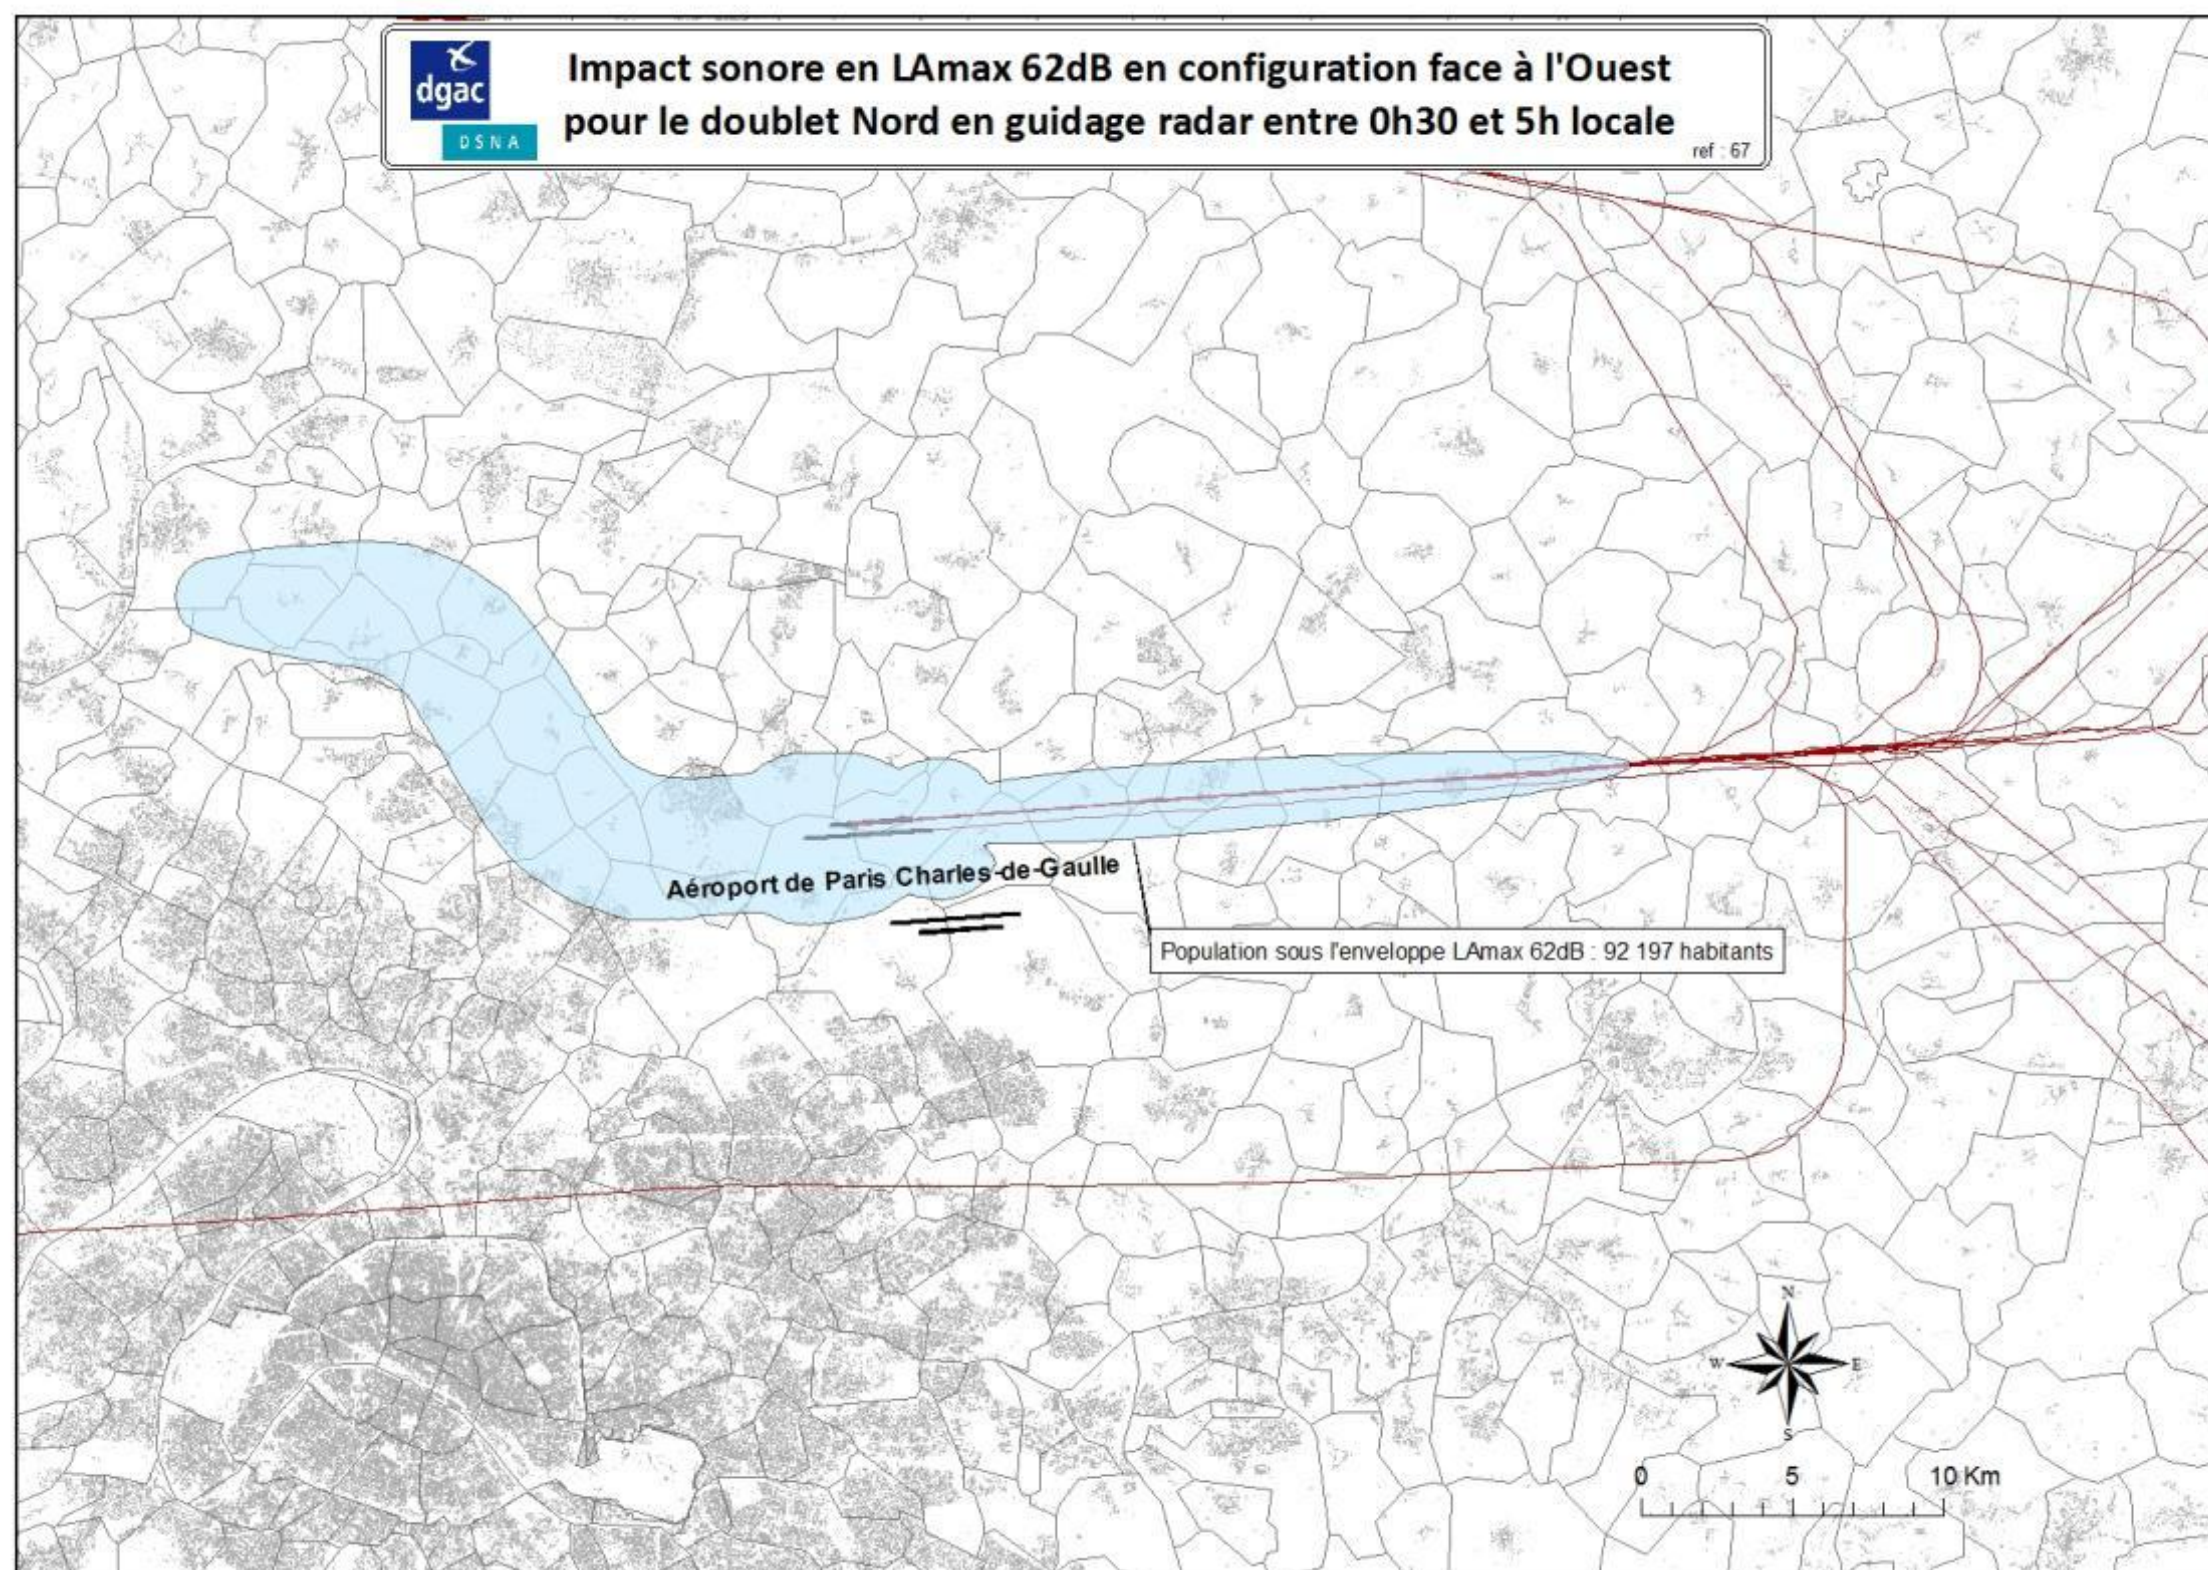 dgac
DSNA
Impact sonore en LAmax 62dB en configuration face à l'Ouest
pour le doublet Nord en guidage radar entre 0h30 et 5h locale
ref : 67
Aéroport de Paris Charles-de-Gaulle
Population sous l'enveloppe LAmax 62dB : 92 197 habitants
N
W E
S
0 5 10 Km